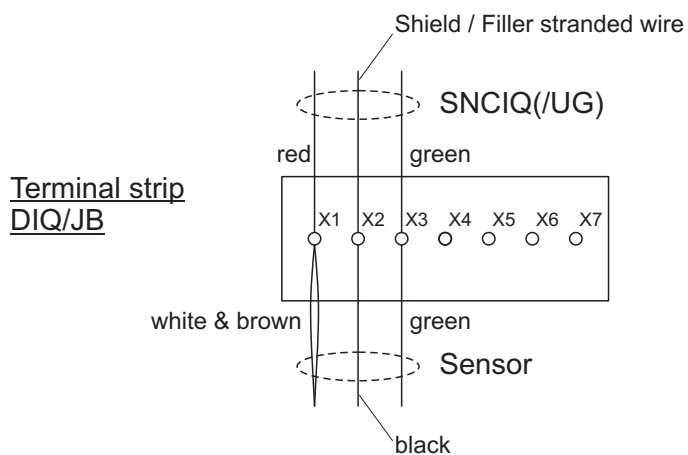 Shield / Filler stranded wire
SNCIQ(/UG)
red
green
Terminal strip
DIQ/JB
X1 X2 X3 X4 X5 X6 X7
white & brown
green
Sensor
black